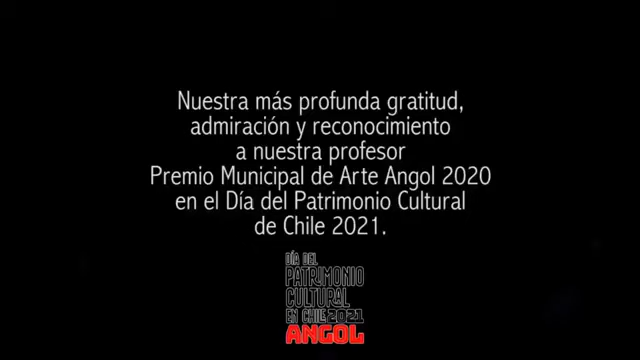 Nuestra más profunda gratitud,
admiración y reconocimiento
a nuestra profesor
Premio Municipal de Arte Angol 2020
en el Día del Patrimonio Cultural
de Chile 2021.
DÍA DEL
PATRIMONIO
CULTURAL
EN CHILE 2021
ANGOL